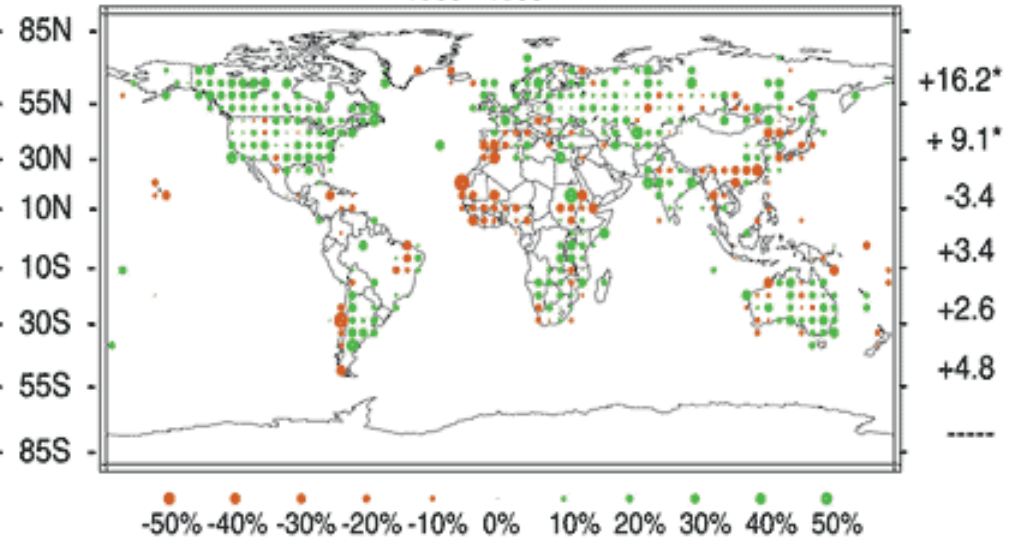 85N
+16.2*
55N
+ 9.1*
30N
-3.4
10N
+3.4
10S
+2.6
30S
+4.8
55S
-----
85S
-50% -40% -30% -20% -10% 0% 10% 20% 30% 40% 50%